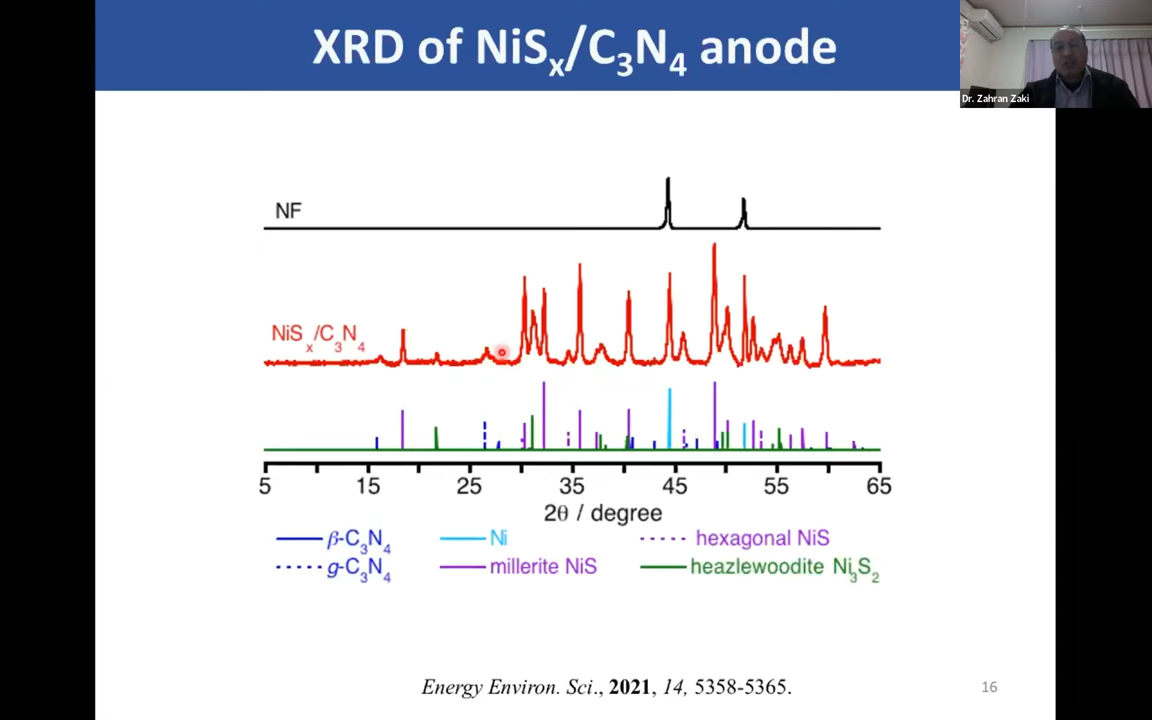 XRD of NiSₓ/C₃N₄ anode
Dr. Zahran Zaki
NF
NiSₓ/C₃N₄
5 15 25 35 45 55 65
2θ / degree
β-C₃N₄ Ni hexagonal NiS
g-C₃N₄ millerite NiS heazlewoodite Ni₃S₂
Energy Environ. Sci., 2021, 14, 5358-5365.
16